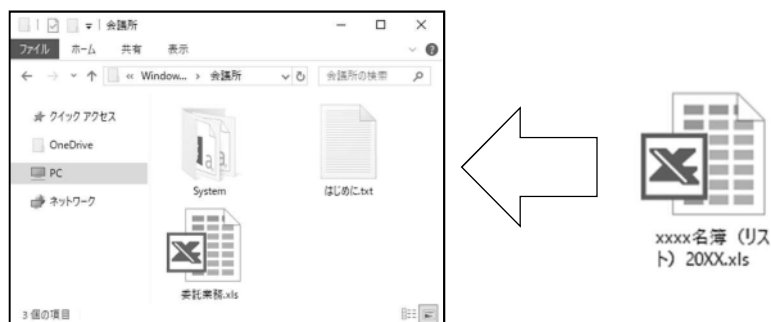 会議所
ファイル ホーム 共有 表示
« Window... › 会議所
会議所の検索
クイック アクセス
OneDrive
PC
ネットワーク
System
はじめに.txt
委託業務.xls
3 個の項目
xxxx名簿（リス
ト）20XX.xls